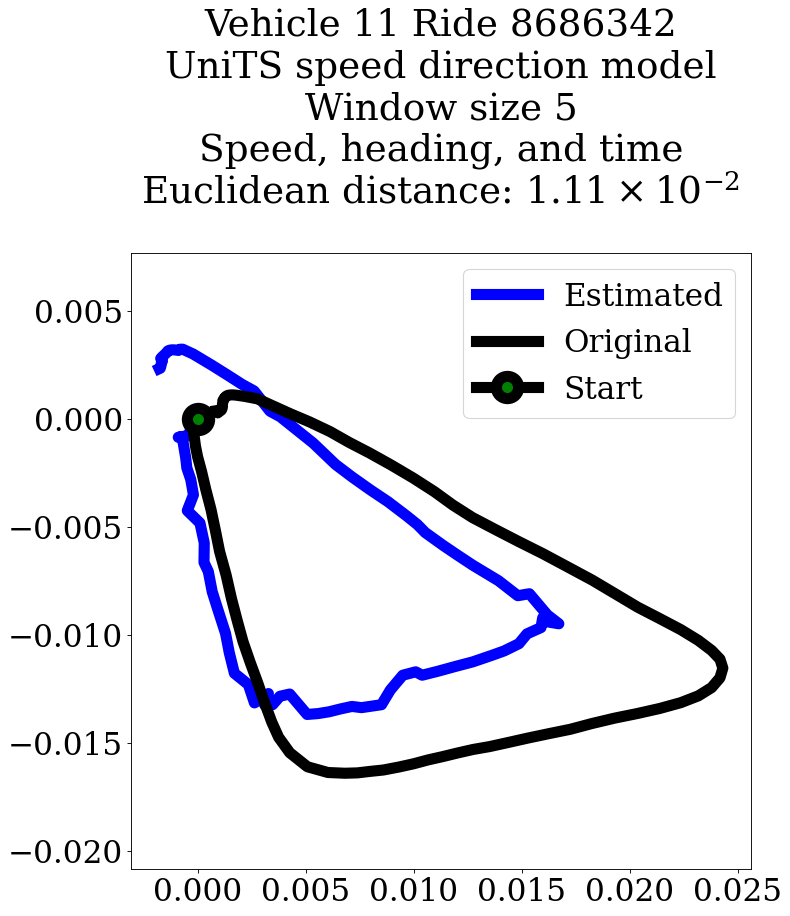 Vehicle 11 Ride 8686342
UniTS speed direction model
Window size 5
Speed, heading, and time
Euclidean distance: 1.11 × 10⁻²
Estimated
Original
Start
0.005
0.000
−0.005
−0.010
−0.015
−0.020
0.000 0.005 0.010 0.015 0.020 0.025